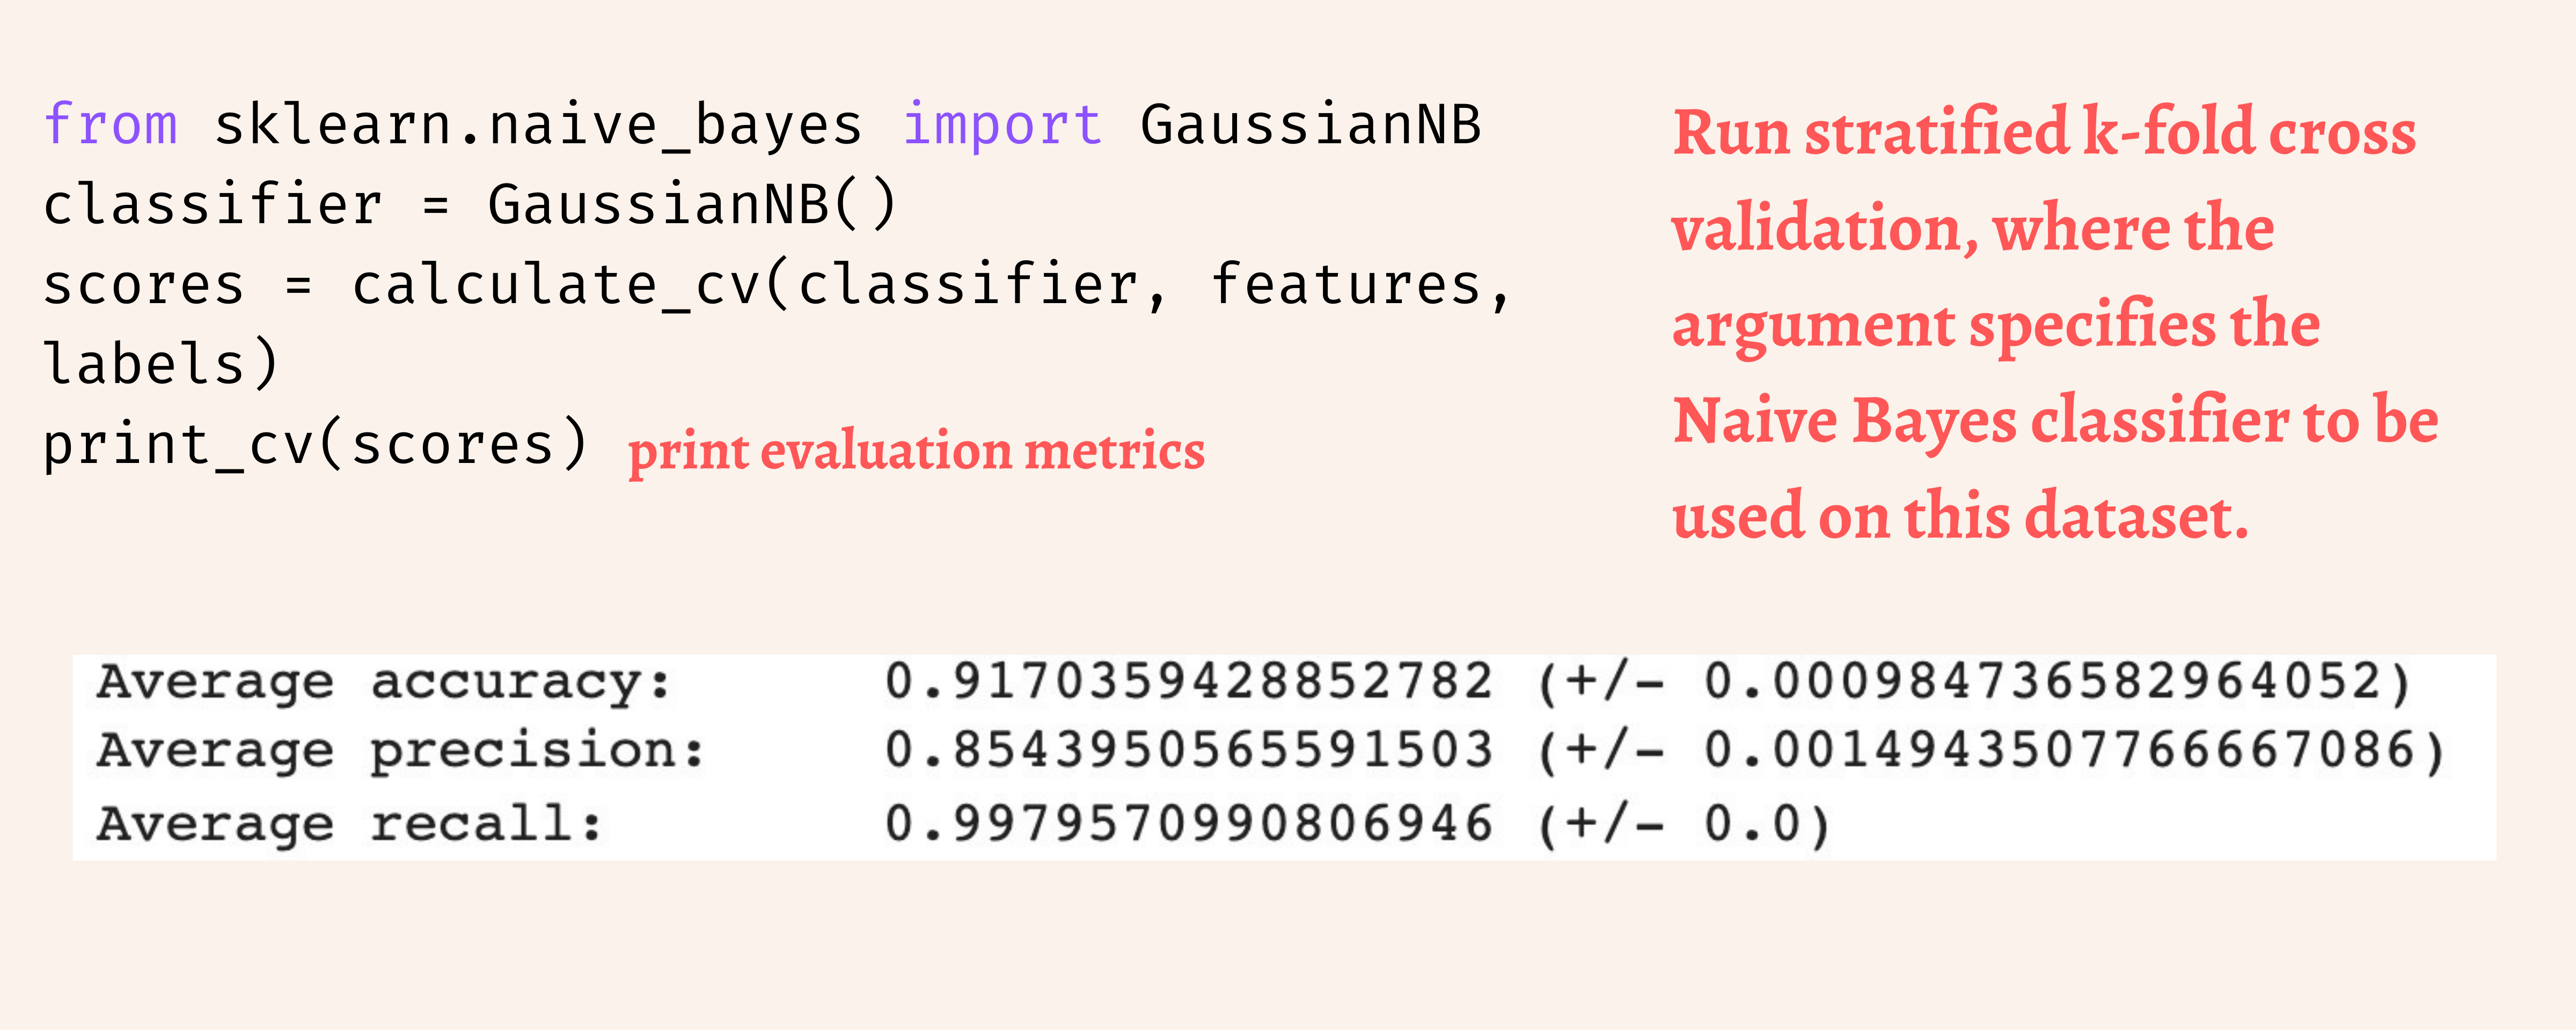 from sklearn.naive_bayes import GaussianNB
classifier = GaussianNB()
scores = calculate_cv(classifier, features,
labels)
print_cv(scores) print evaluation metrics
Run stratified k-fold cross
validation, where the
argument specifies the
Naive Bayes classifier to be
used on this dataset.
Average accuracy: 0.9170359428852782 (+/- 0.000984736582964052)
Average precision: 0.8543950565591503 (+/- 0.0014943507766667086)
Average recall: 0.9979570990806946 (+/- 0.0)